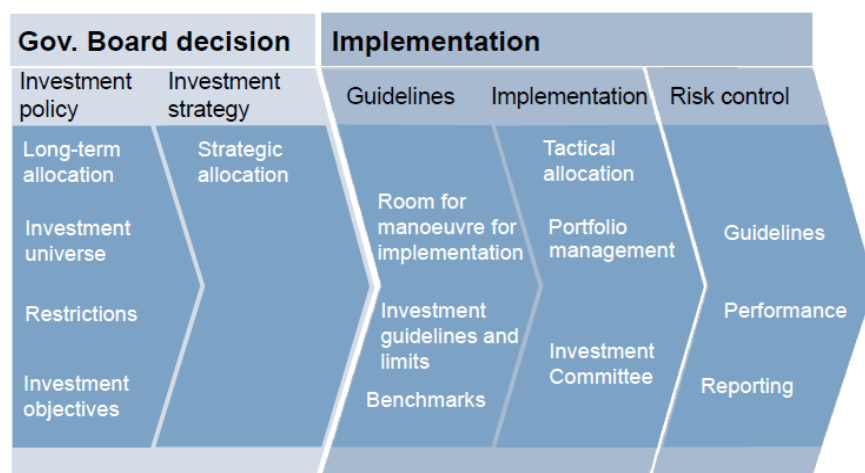 Gov. Board decision
Implementation
Investment
policy
Investment
strategy
Guidelines
Implementation
Risk control
Long-term
allocation
Investment
universe
Restrictions
Investment
objectives
Strategic
allocation
Room for
manoeuvre for
implementation
Investment
guidelines and
limits
Benchmarks
Tactical
allocation
Portfolio
management
Investment
Committee
Guidelines
Performance
Reporting